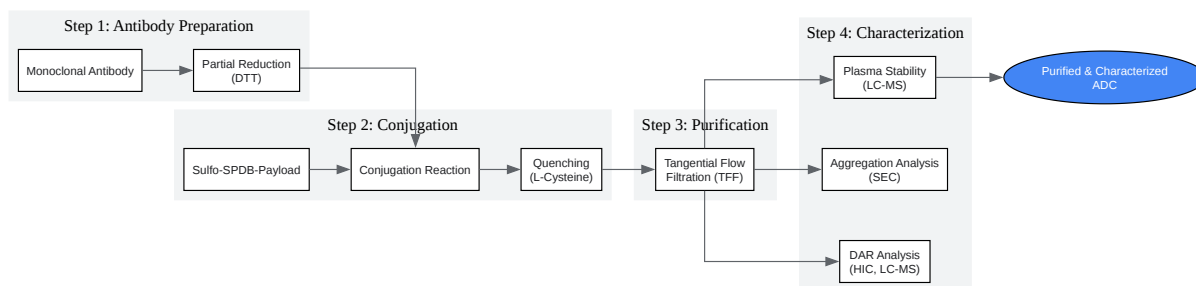 Step 1: Antibody Preparation
Monoclonal Antibody
Partial Reduction
(DTT)
Step 2: Conjugation
Sulfo-SPDB-Payload
Conjugation Reaction
Quenching
(L-Cysteine)
Step 3: Purification
Tangential Flow
Filtration (TFF)
Step 4: Characterization
Plasma Stability
(LC-MS)
Aggregation Analysis
(SEC)
DAR Analysis
(HIC, LC-MS)
Purified & Characterized
ADC